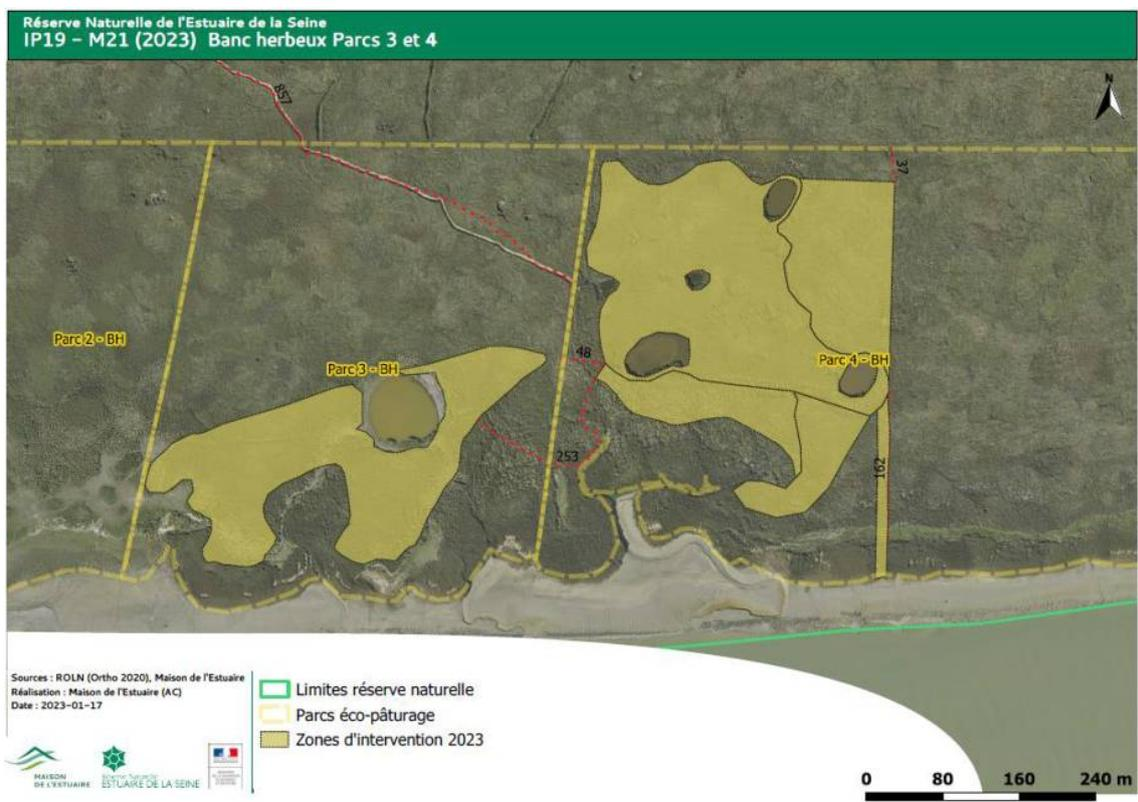 Réserve Naturelle de l'Estuaire de la Seine
IP19 - M21 (2023) Banc herbeux Parcs 3 et 4
857
N
37
Parc 2 - BH
48
Parc 3 - BH
Parc 4 - BH
253
162
Sources : ROLN (Ortho 2020), Maison de l'Estuaire
Réalisation : Maison de l'Estuaire (AC)
Date : 2023-01-17
Limites réserve naturelle
Parcs éco-pâturage
Zones d'intervention 2023
MAISON
DE L'ESTUAIRE
Réserve Naturelle
ESTUAIRE DE LA SEINE
0 80 160 240 m